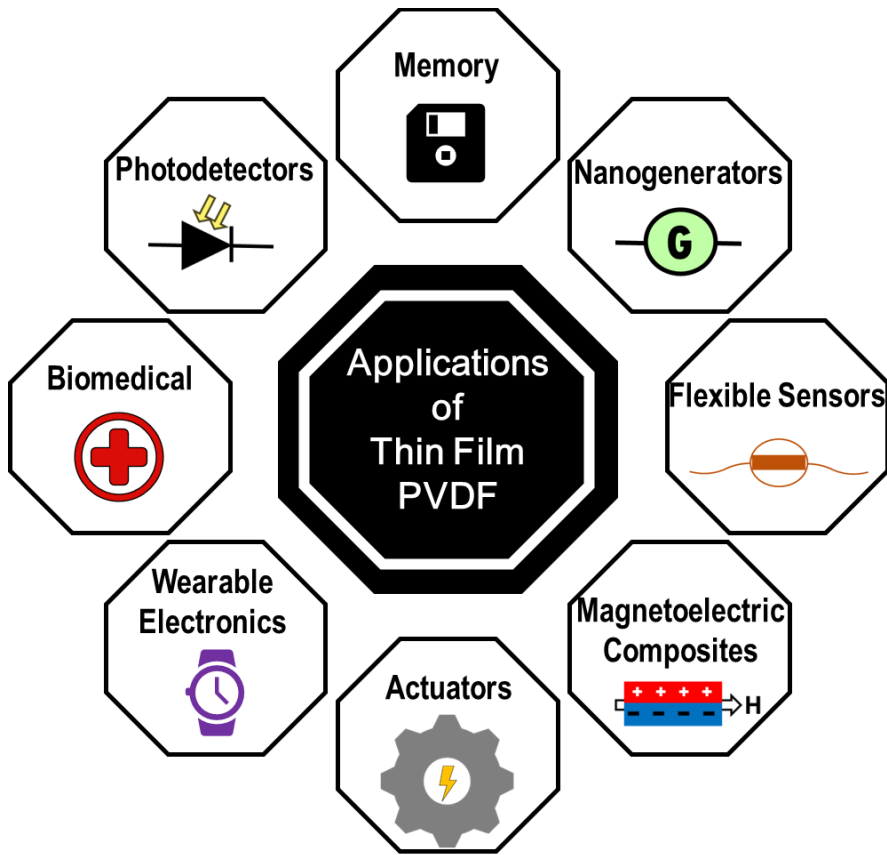 Memory
Photodetectors
Nanogenerators
G
Applications
of
Thin Film
PVDF
Biomedical
Flexible Sensors
Wearable
Electronics
Magnetoelectric
Composites
+ + + +
- - - -
H
Actuators